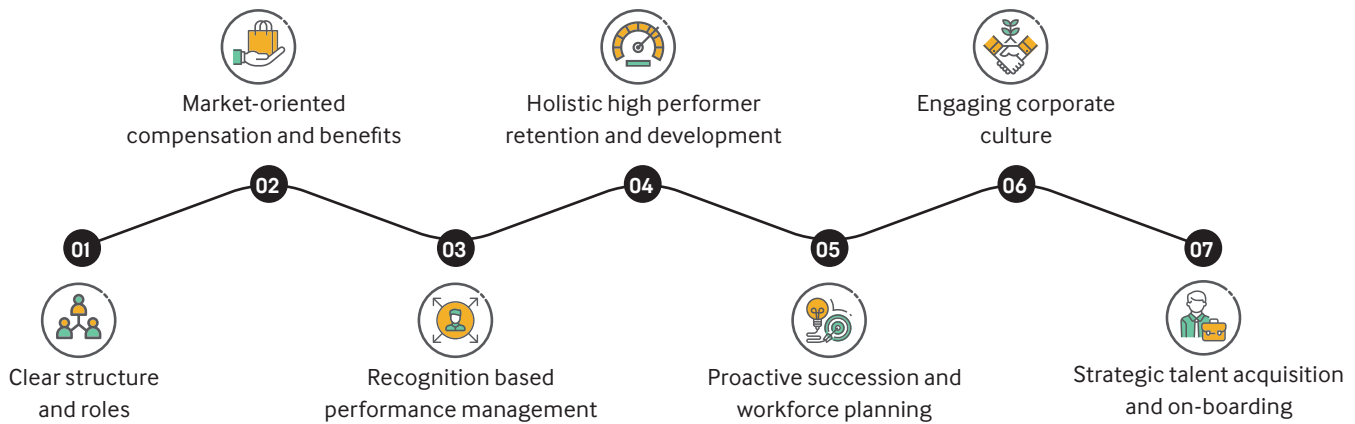 Market-oriented
compensation and benefits
Holistic high performer
retention and development
Engaging corporate
culture
02
04
06
01
03
05
07
Clear structure
and roles
Recognition based
performance management
Proactive succession and
workforce planning
Strategic talent acquisition
and on-boarding